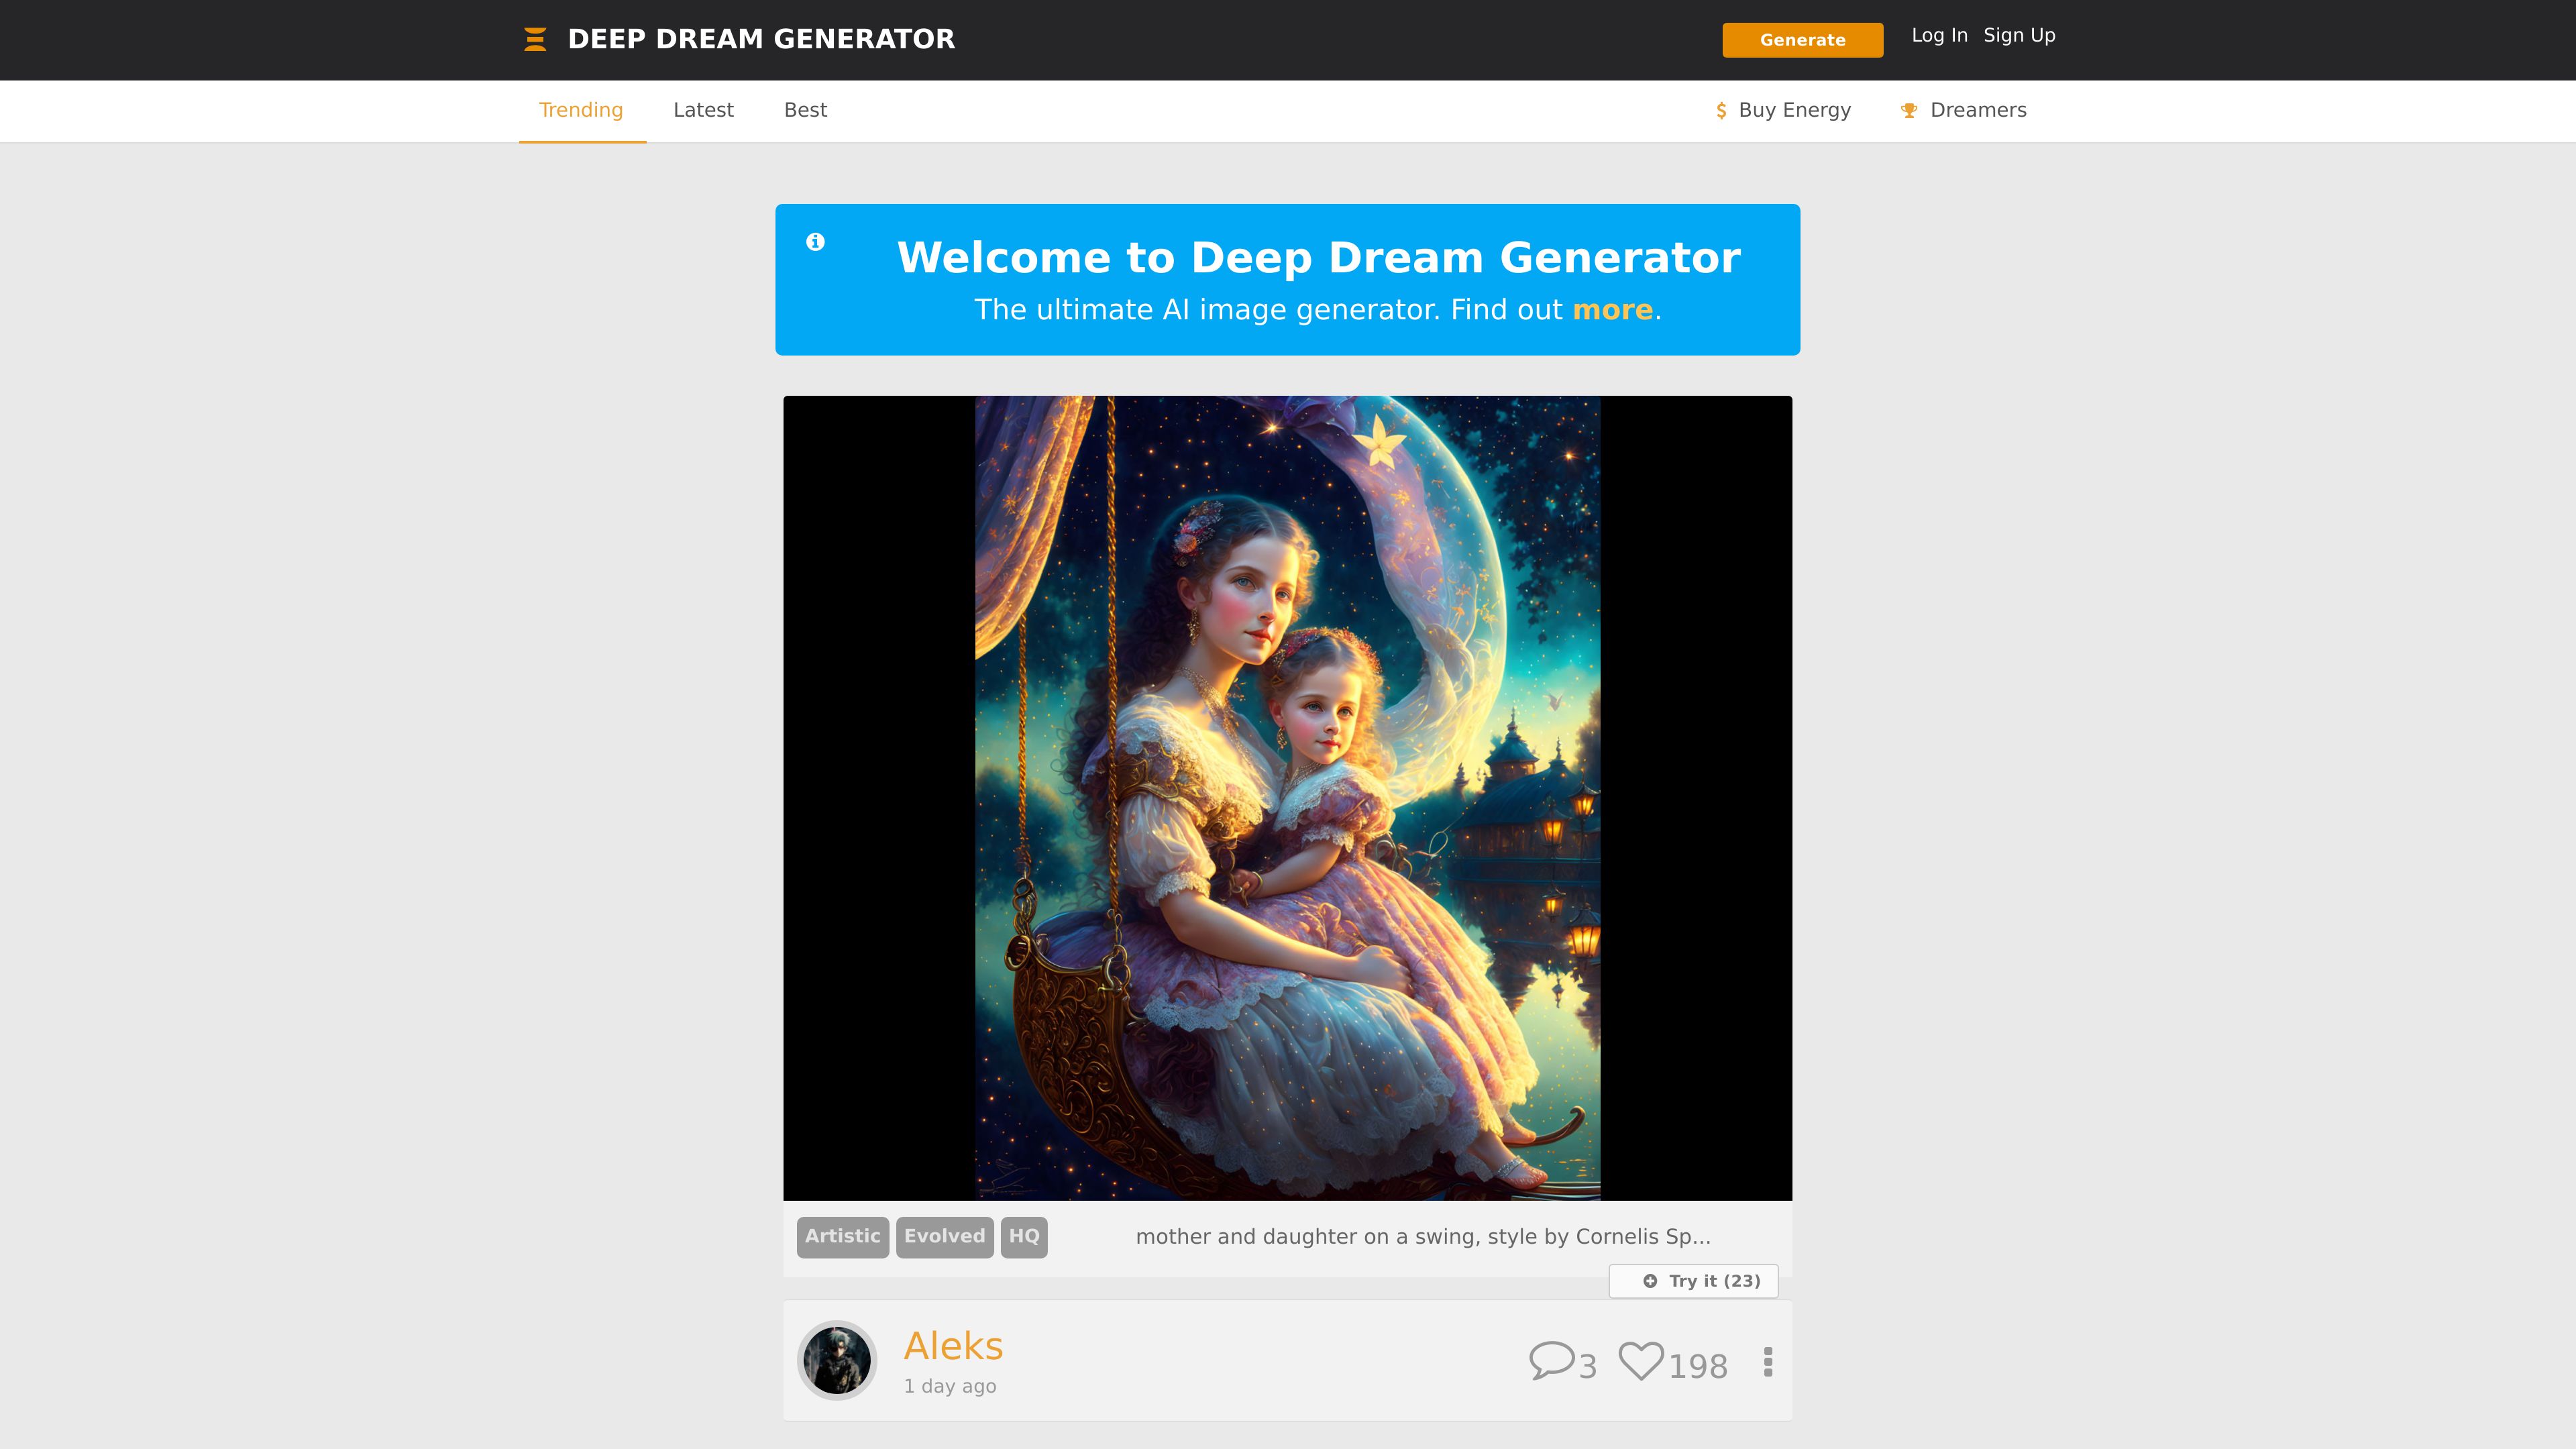 DEEP DREAM GENERATOR
Generate
Log In
Sign Up
Trending
Latest
Best
$ Buy Energy
Dreamers
Welcome to Deep Dream Generator
The ultimate AI image generator. Find out more.
Artistic
Evolved
HQ
mother and daughter on a swing, style by Cornelis Sp...
Try it (23)
Aleks
1 day ago
3
198